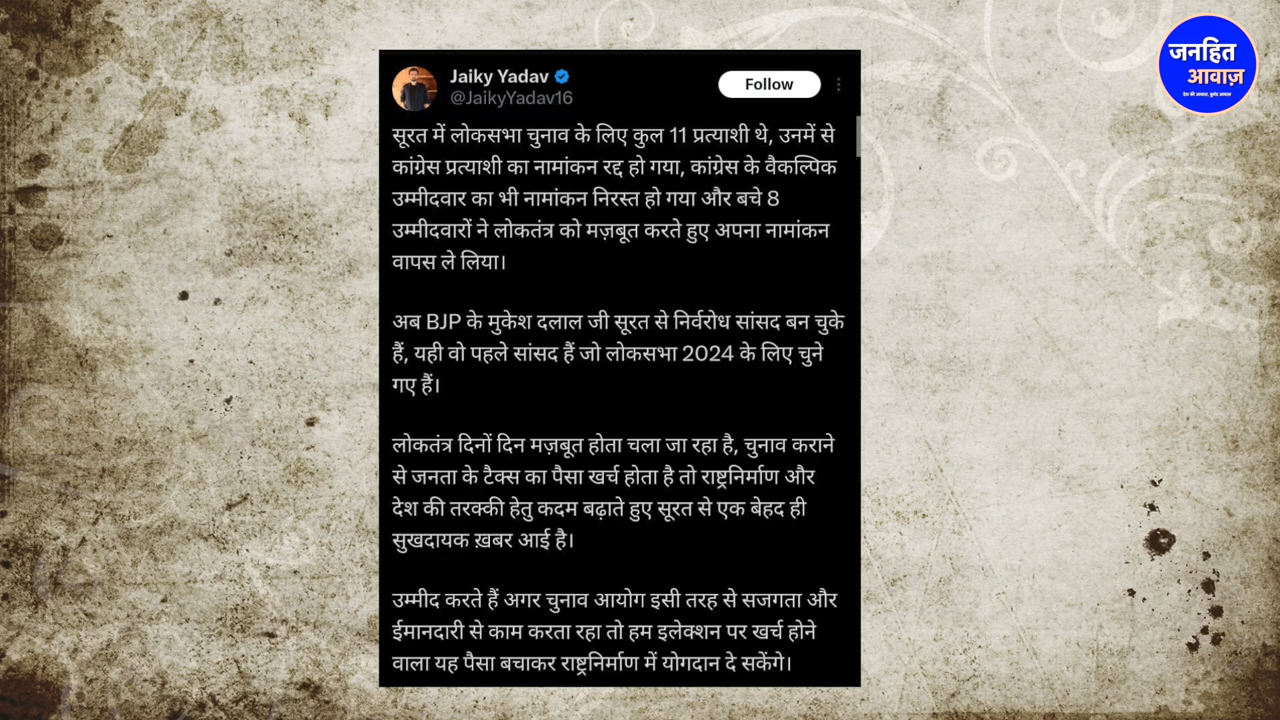 Jaiky Yadav
@JaikyYadav16
Follow
सूरत में लोकसभा चुनाव के लिए कुल 11 प्रत्याशी थे, उनमें से
कांग्रेस प्रत्याशी का नामांकन रद्द हो गया, कांग्रेस के वैकल्पिक
उम्मीदवार का भी नामांकन निरस्त हो गया और बचे 8
उम्मीदवारों ने लोकतंत्र को मज़बूत करते हुए अपना नामांकन
वापस ले लिया।
अब BJP के मुकेश दलाल जी सूरत से निर्वरोध सांसद बन चुके
हैं, यही वो पहले सांसद हैं जो लोकसभा 2024 के लिए चुने
गए हैं।
लोकतंत्र दिनों दिन मज़बूत होता चला जा रहा है, चुनाव कराने
से जनता के टैक्स का पैसा खर्च होता है तो राष्ट्रनिर्माण और
देश की तरक्की हेतु कदम बढ़ाते हुए सूरत से एक बेहद ही
सुखदायक ख़बर आई है।
उम्मीद करते हैं अगर चुनाव आयोग इसी तरह से सजगता और
ईमानदारी से काम करता रहा तो हम इलेक्शन पर खर्च होने
वाला यह पैसा बचाकर राष्ट्रनिर्माण में योगदान दे सकेंगे।
जनहित
आवाज़
देश की आवाज, बुलंद आवाज